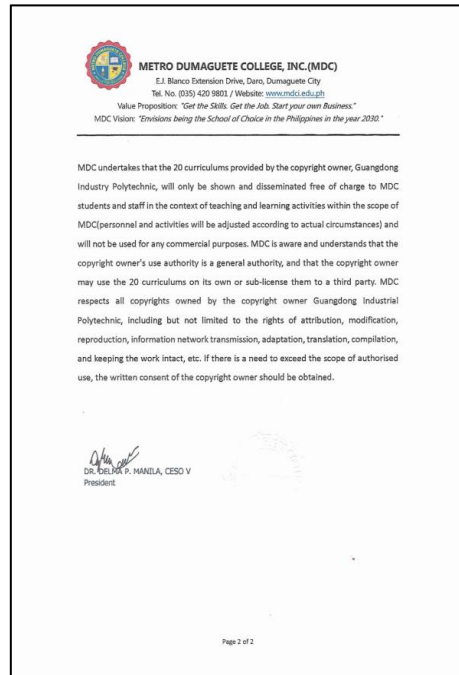 METRO DUMAGUETE COLLEGE, INC.(MDC)
E.J. Blanco Extension Drive, Daro, Dumaguete City
Tel. No. (035) 420 9801 / Website: www.mdci.edu.ph
Value Proposition: "Get the Skills. Get the Job. Start your own Business."
MDC Vision: "Envisions being the School of Choice in the Philippines in the year 2030."
MDC undertakes that the 20 curriculums provided by the copyright owner, Guangdong
Industry Polytechnic, will only be shown and disseminated free of charge to MDC
students and staff in the context of teaching and learning activities within the scope of
MDC(personnel and activities will be adjusted according to actual circumstances) and
will not be used for any commercial purposes. MDC is aware and understands that the
copyright owner's use authority is a general authority, and that the copyright owner
may use the 20 curriculums on its own or sub-license them to a third party. MDC
respects all copyrights owned by the copyright owner Guangdong Industrial
Polytechnic, including but not limited to the rights of attribution, modification,
reproduction, information network transmission, adaptation, translation, compilation,
and keeping the work intact, etc. If there is a need to exceed the scope of authorised
use, the written consent of the copyright owner should be obtained.
DR. DELMA P. MANILA, CESO V
President
Page 2 of 2